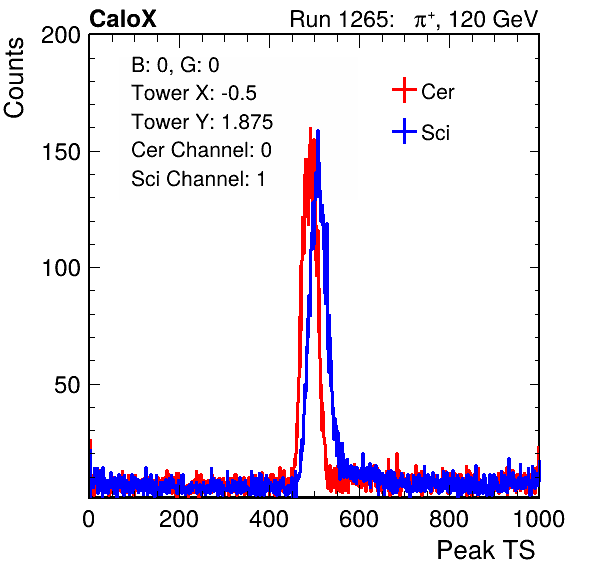 CaloX Run 1265: π⁺, 120 GeV
Counts
200
B: 0, G: 0
Tower X: -0.5
Tower Y: 1.875
Cer Channel: 0
Sci Channel: 1
Cer
Sci
150
100
50
0 200 400 600 800 1000
Peak TS